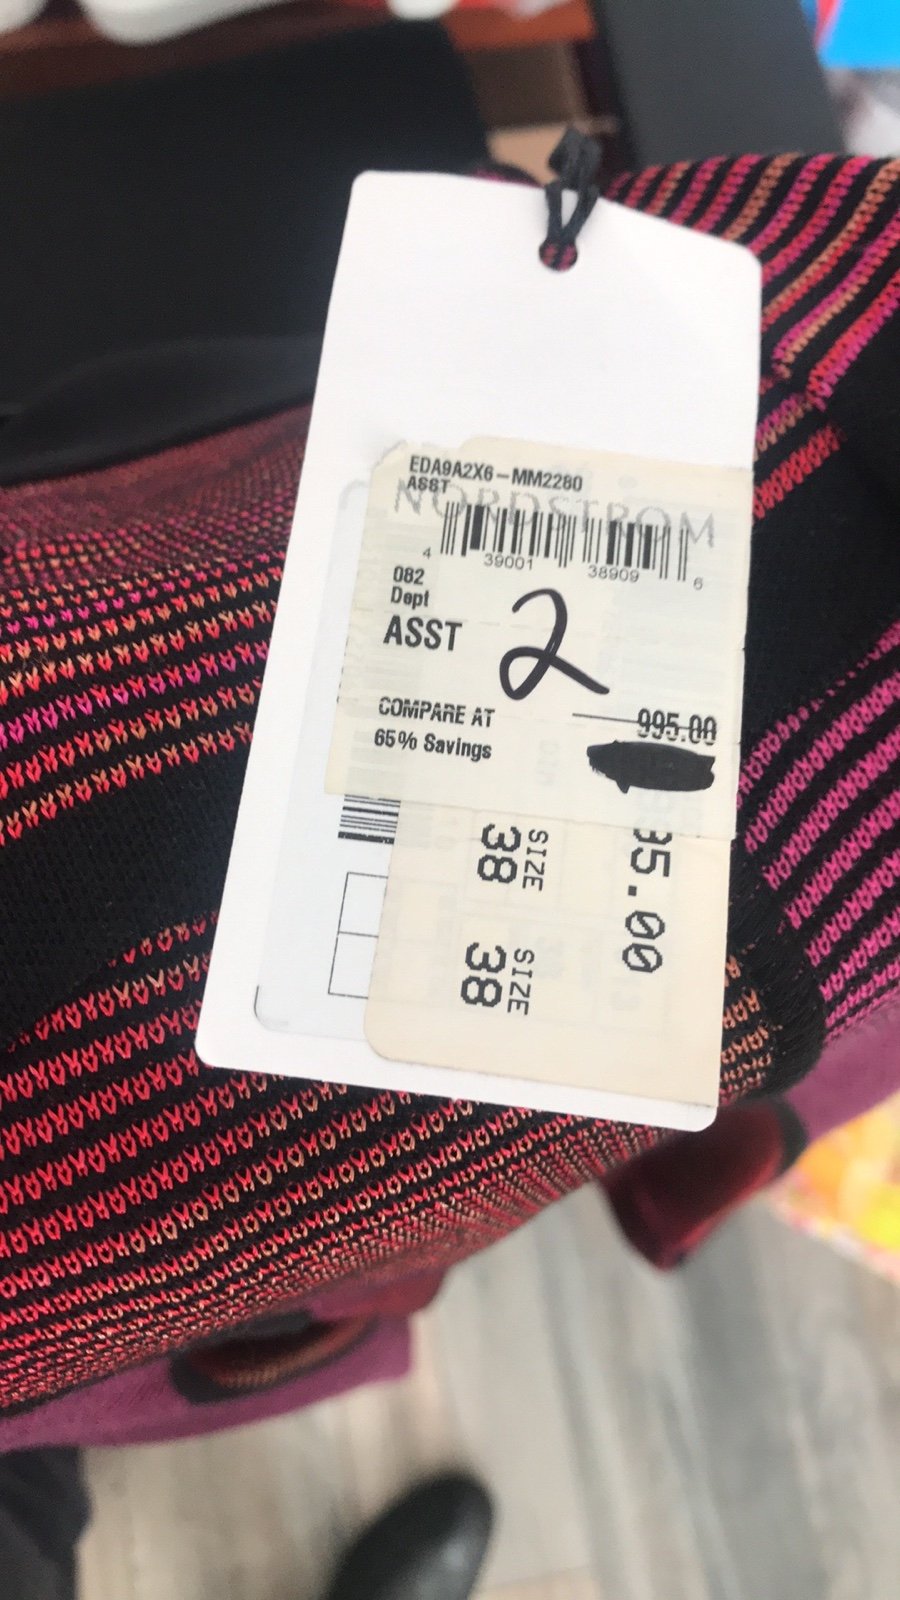 EDA9A2X6-MM2280
ASST
NORDSTROM
4 39001 38909 6
082
Dept
ASST
2
COMPARE AT 995.00
65% Savings
SIZE
38
SIZE
38
95.00